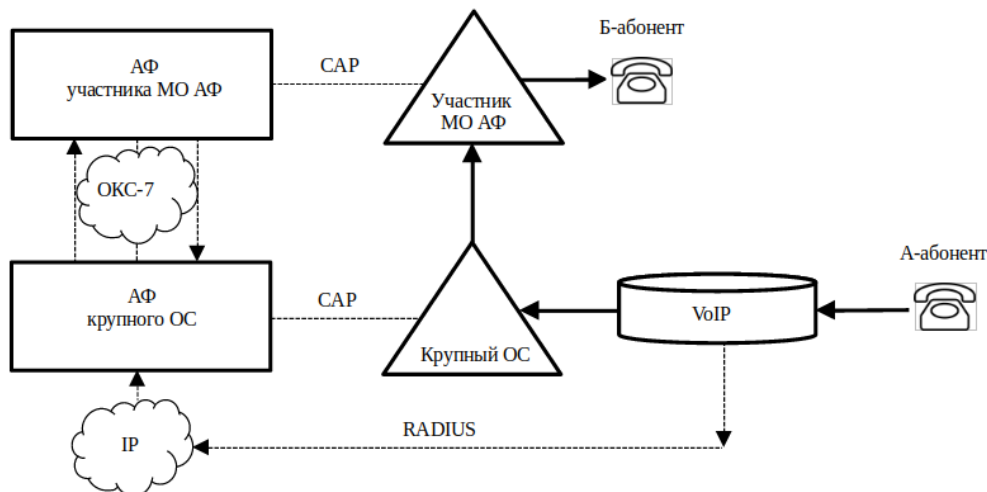 Б-абонент
АФ
участника МО АФ
CAP
Участник
МО АФ
ОКС-7
А-абонент
АФ
крупного ОС
CAP
VoIP
Крупный ОС
RADIUS
IP